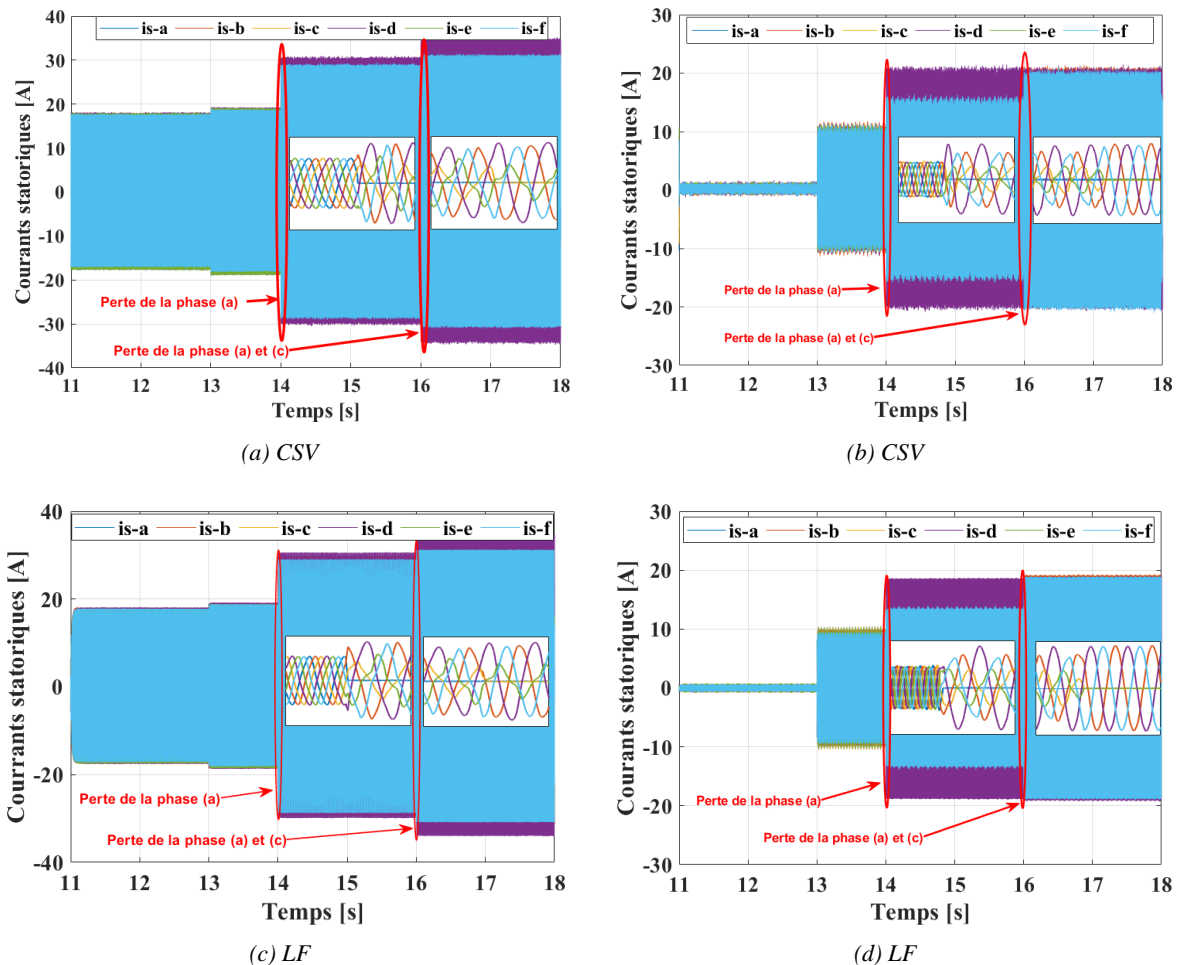 is-a is-b is-c is-d is-e is-f
40
30
20
10
0
-10
-20
-30
-40
Courants statoriques [A]
Perte de la phase (a)
Perte de la phase (a) et (c)
11 12 13 14 15 16 17 18
Temps [s]
(a) CSV
is-a is-b is-c is-d is-e is-f
30
20
10
0
-10
-20
-30
Courants statoriques [A]
Perte de la phase (a)
Perte de la phase (a) et (c)
11 12 13 14 15 16 17 18
Temps [s]
(b) CSV
is-a is-b is-c is-d is-e is-f
40
20
0
-20
-40
Courrants statoriques [A]
Perte de la phase (a)
Perte de la phase (a) et (c)
11 12 13 14 15 16 17 18
Temps [s]
(c) LF
is-a is-b is-c is-d is-e is-f
30
20
10
0
-10
-20
-30
Courants statoriques [A]
Perte de la phase (a)
Perte de la phase (a) et (c)
11 12 13 14 15 16 17 18
Temps [s]
(d) LF